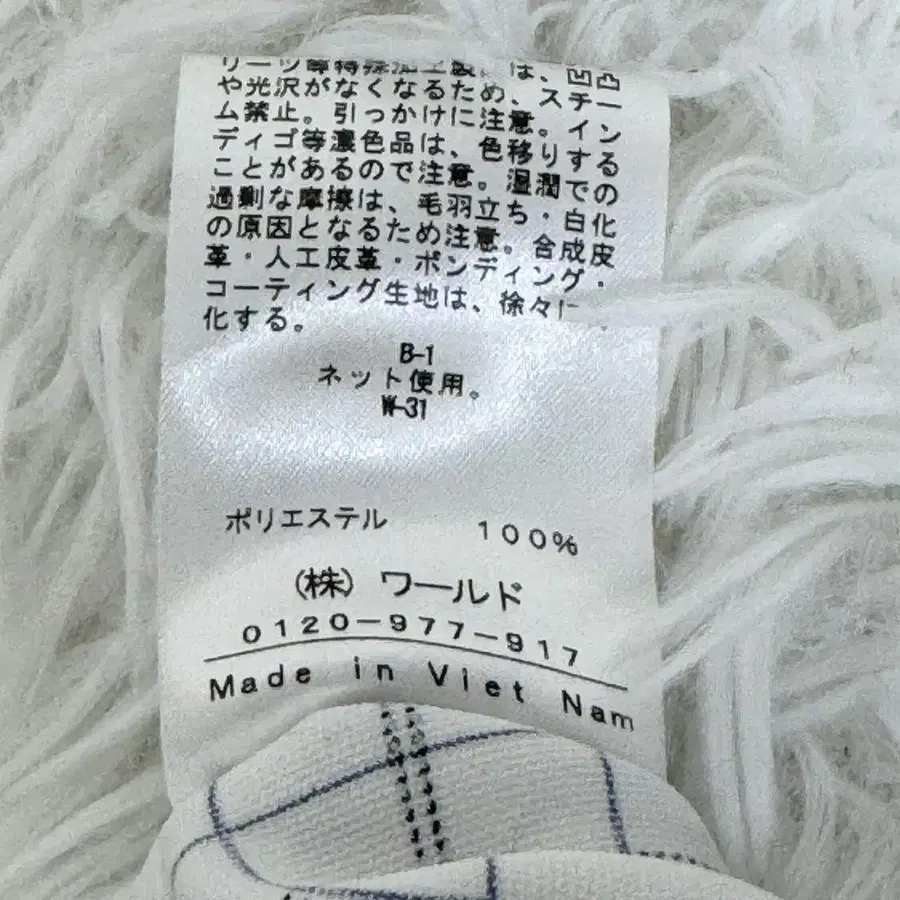 リーツ等特殊加工製 は、凹凸
や光沢がなくなるため、スチー
ム禁止。引っかけに注意。イン
ディゴ等濃色品は、色移りする
ことがあるので注意。湿潤での
過剰な摩擦は、毛羽立ち・白化
の原因となるため注意。合成皮
革・人工皮革・ボンディング・
コーティング生地は、徐々に
化する。
B-1
ネット使用。
W-31
ポリエステル 100%
(株) ワールド
0120-977-917
Made in Viet Nam